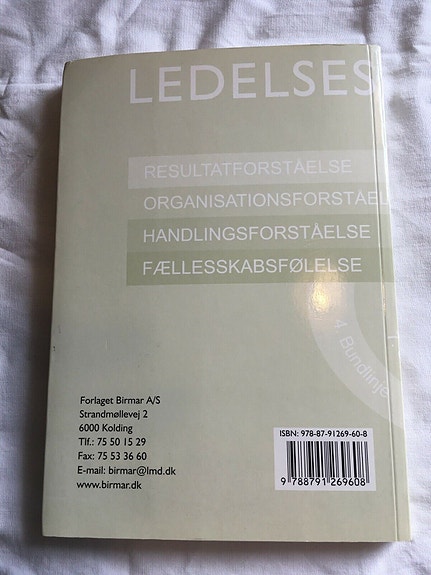 LEDELSES
RESULTATFORSTÅELSE
ORGANISATIONSFORSTÅEL
HANDLINGSFORSTÅELSE
FÆLLESSKABSFØLELSE
4. Bundlinje
Forlaget Birmar A/S
Strandmøllevej 2
6000 Kolding
Tlf.: 75 50 15 29
Fax: 75 53 36 60
E-mail: birmar@lmd.dk
www.birmar.dk
ISBN: 978-87-91269-60-8
9 788791 269608